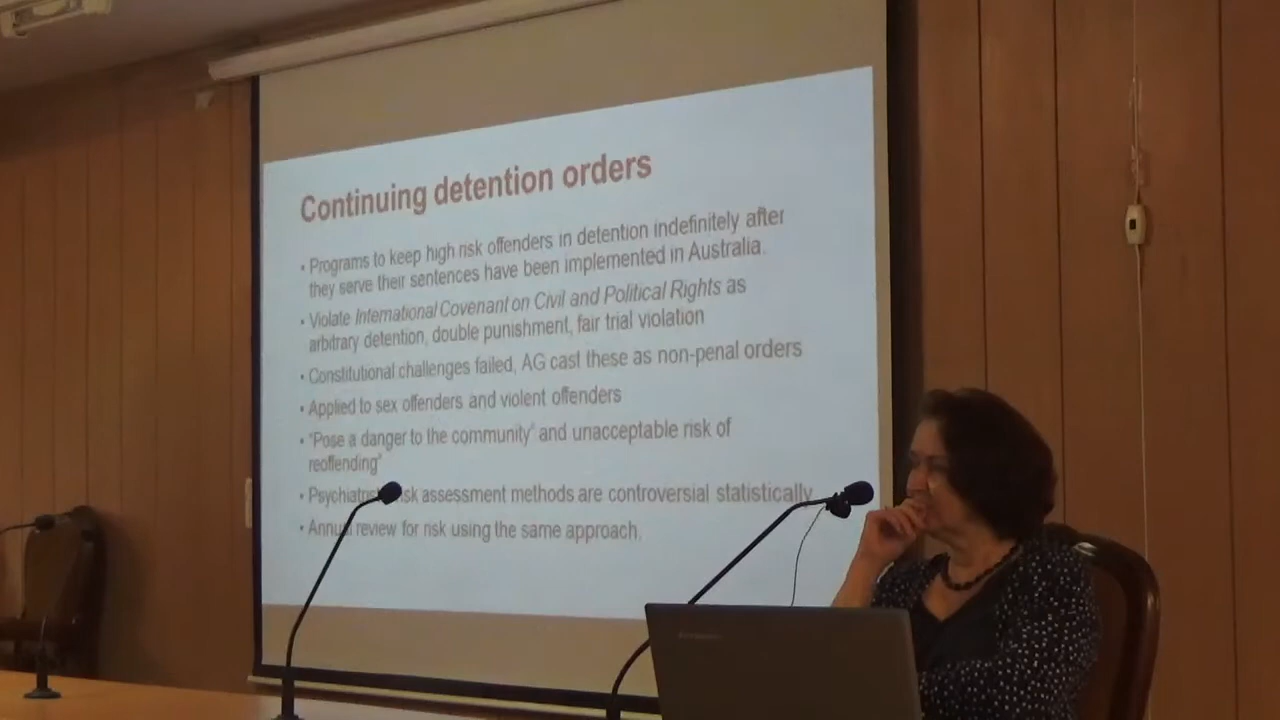 Continuing detention orders
• Programs to keep high risk offenders in detention indefinitely after
they serve their sentences have been implemented in Australia.
• Violate International Covenant on Civil and Political Rights as
arbitrary detention, double punishment, fair trial violation
• Constitutional challenges failed, AG cast these as non-penal orders
• Applied to sex offenders and violent offenders
• "Pose a danger to the community" and unacceptable risk of
reoffending"
• assessment methods are controversial statistically
• Annual review for risk using the same approach.